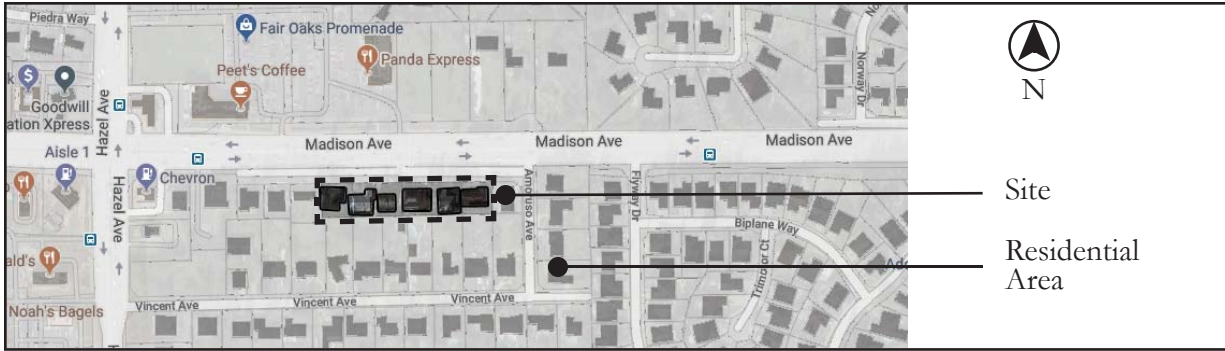 Piedra Way
Fair Oaks Promenade
Peet's Coffee
Panda Express
Norway Dr
Goodwill
ation Xpress
Hazel Ave
Aisle 1
Madison Ave
Madison Ave
Madison Ave
Chevron
Hazel Ave
Amoruso Ave
Flyway Dr
Biplane Way
Trimotor Ct
ald's
Noah's Bagels
Vincent Ave
Vincent Ave
Vincent Ave
N
Site
Residential
Area